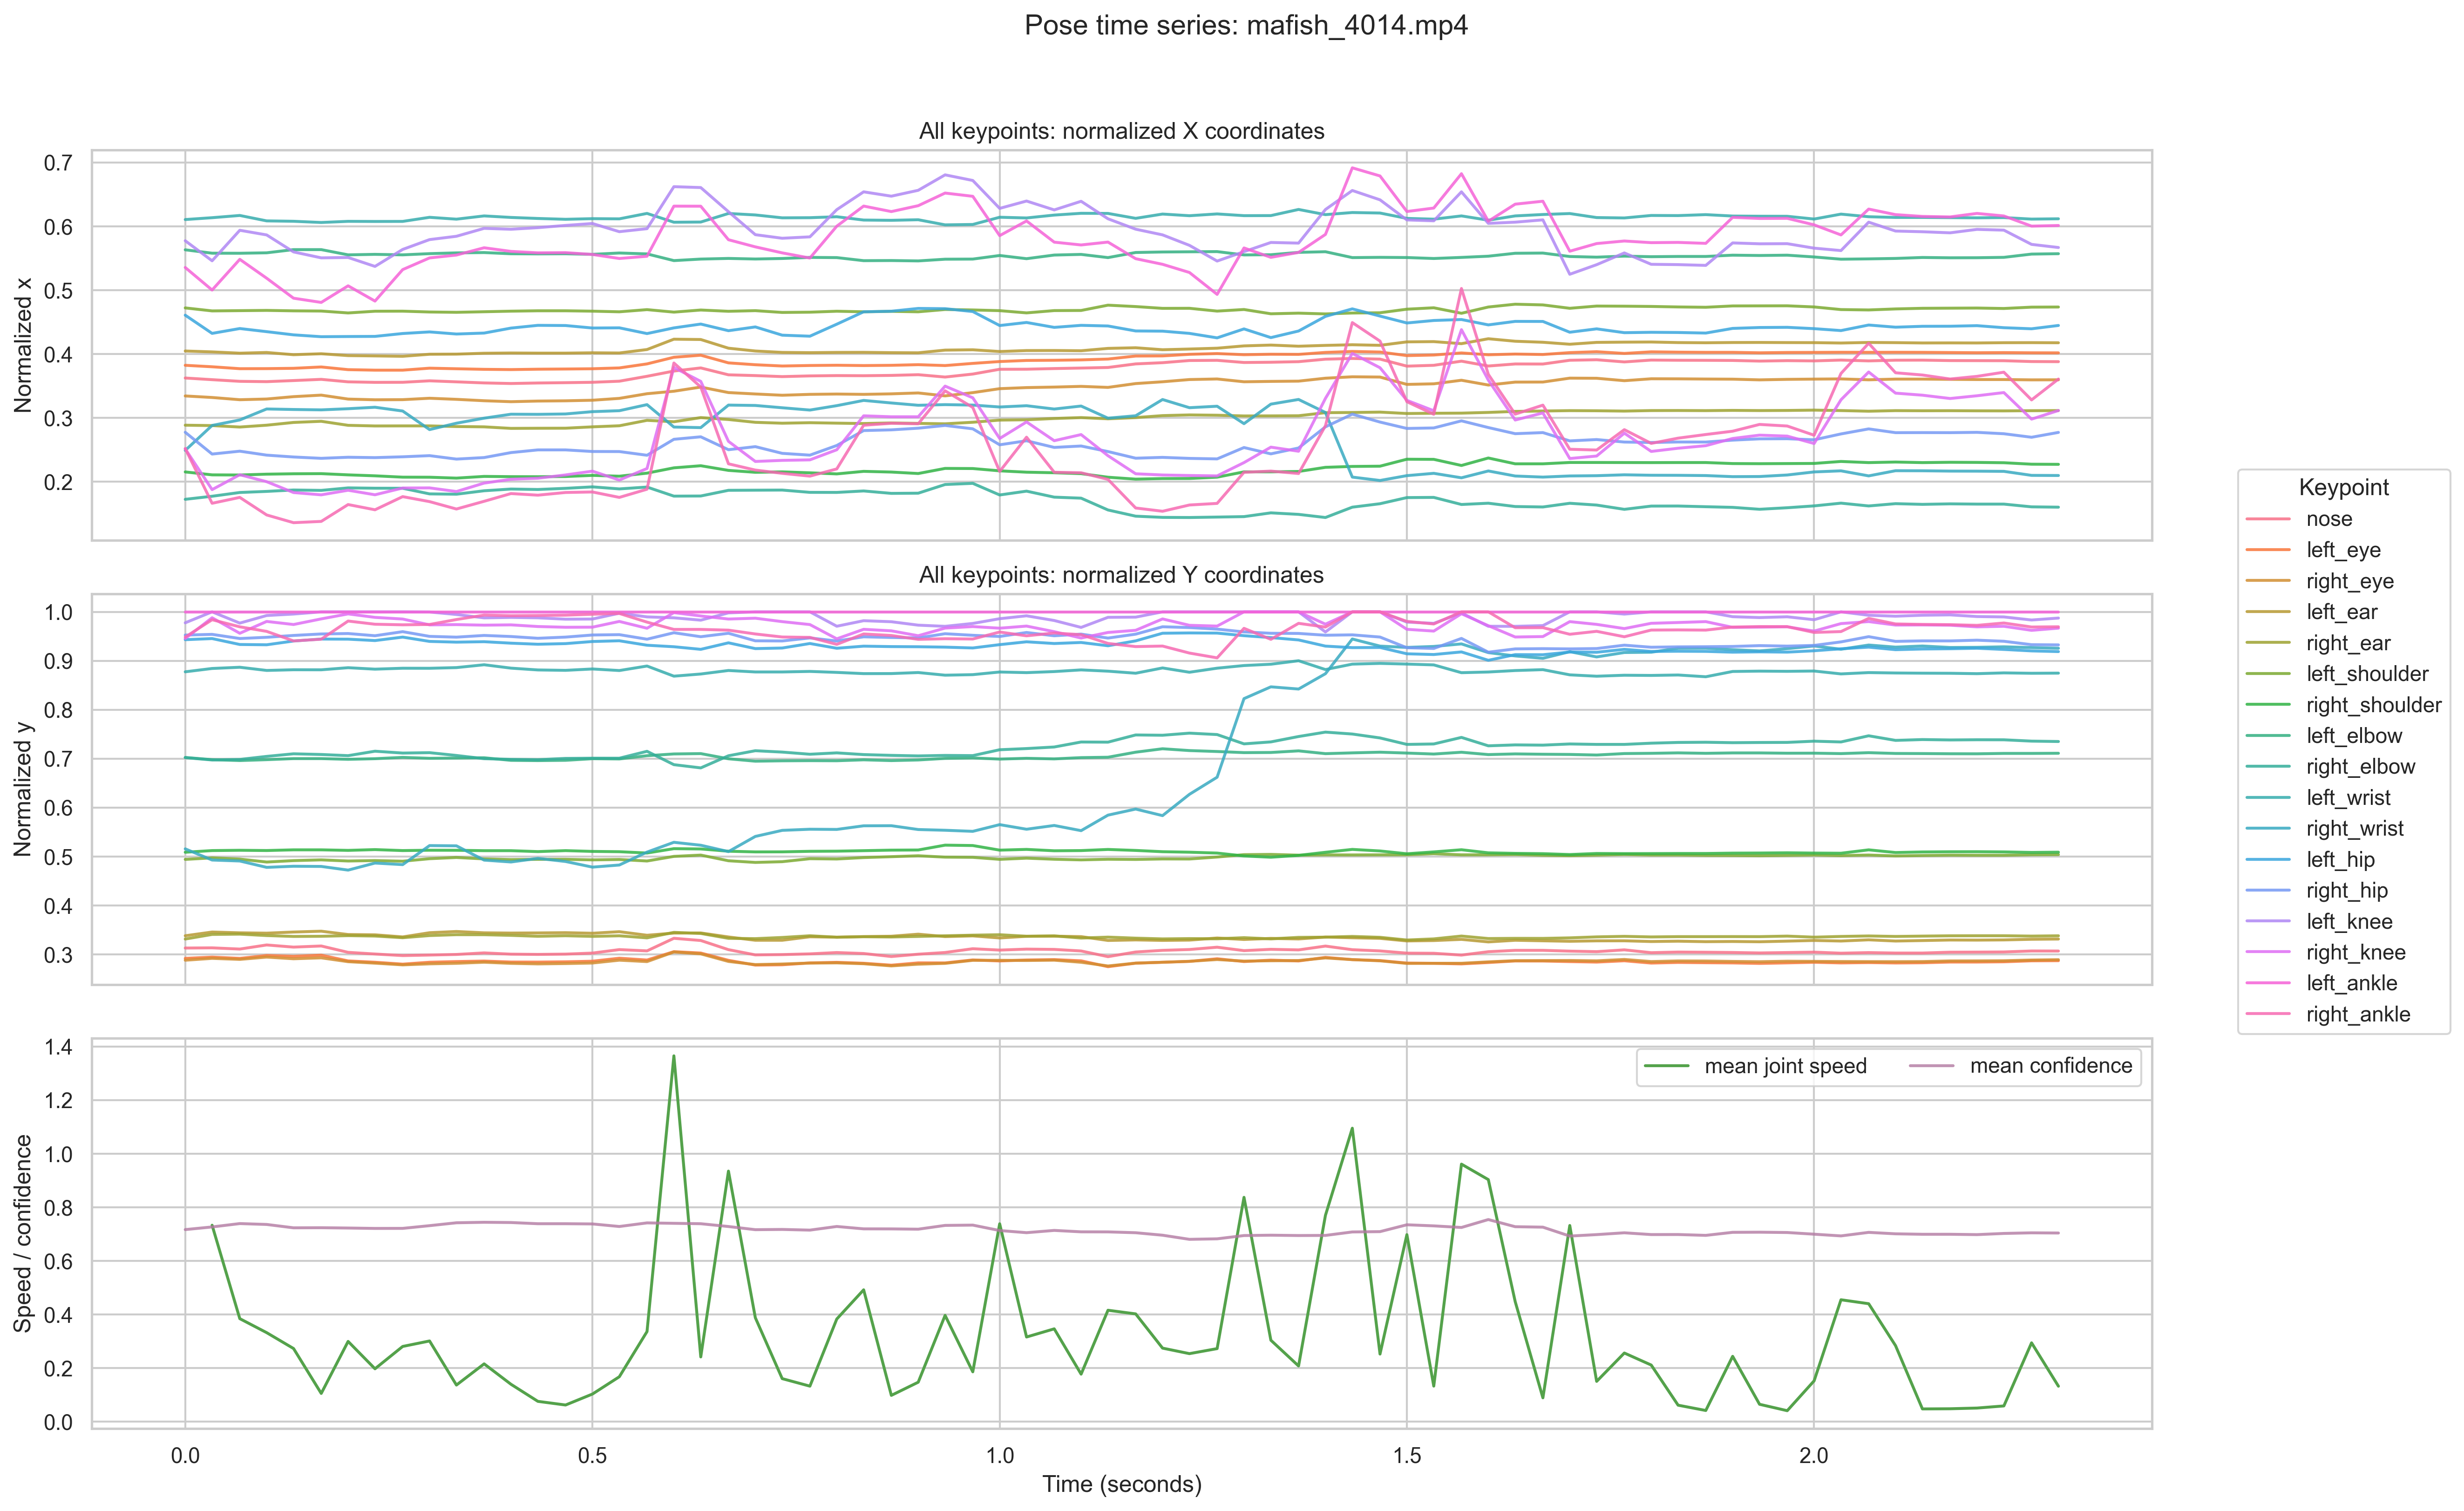 Pose time series: mafish_4014.mp4
All keypoints: normalized X coordinates
Normalized x
0.7
0.6
0.5
0.4
0.3
0.2
All keypoints: normalized Y coordinates
Normalized y
1.0
0.9
0.8
0.7
0.6
0.5
0.4
0.3
Keypoint
nose
left_eye
right_eye
left_ear
right_ear
left_shoulder
right_shoulder
left_elbow
right_elbow
left_wrist
right_wrist
left_hip
right_hip
left_knee
right_knee
left_ankle
right_ankle
Speed / confidence
1.4
1.2
1.0
0.8
0.6
0.4
0.2
0.0
mean joint speed mean confidence
0.0 0.5 1.0 1.5 2.0
Time (seconds)